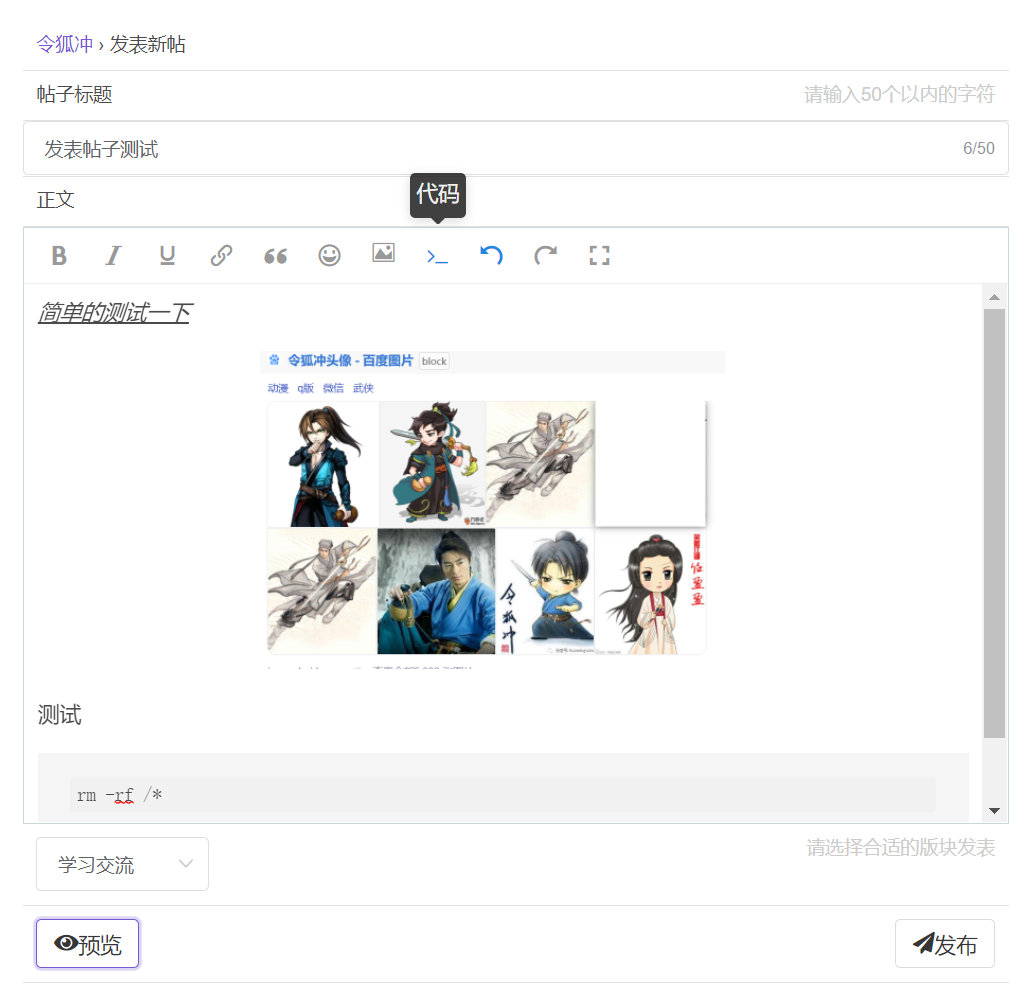 令狐冲 › 发表新帖
帖子标题 请输入50个以内的字符
发表帖子测试 6/50
正文
代码
B I U
简单的测试一下
令狐冲头像 - 百度图片 block
动漫 q版 微信 武侠
令狐冲
任盈盈
测试
rm -rf /*
学习交流 请选择合适的版块发表
预览 发布